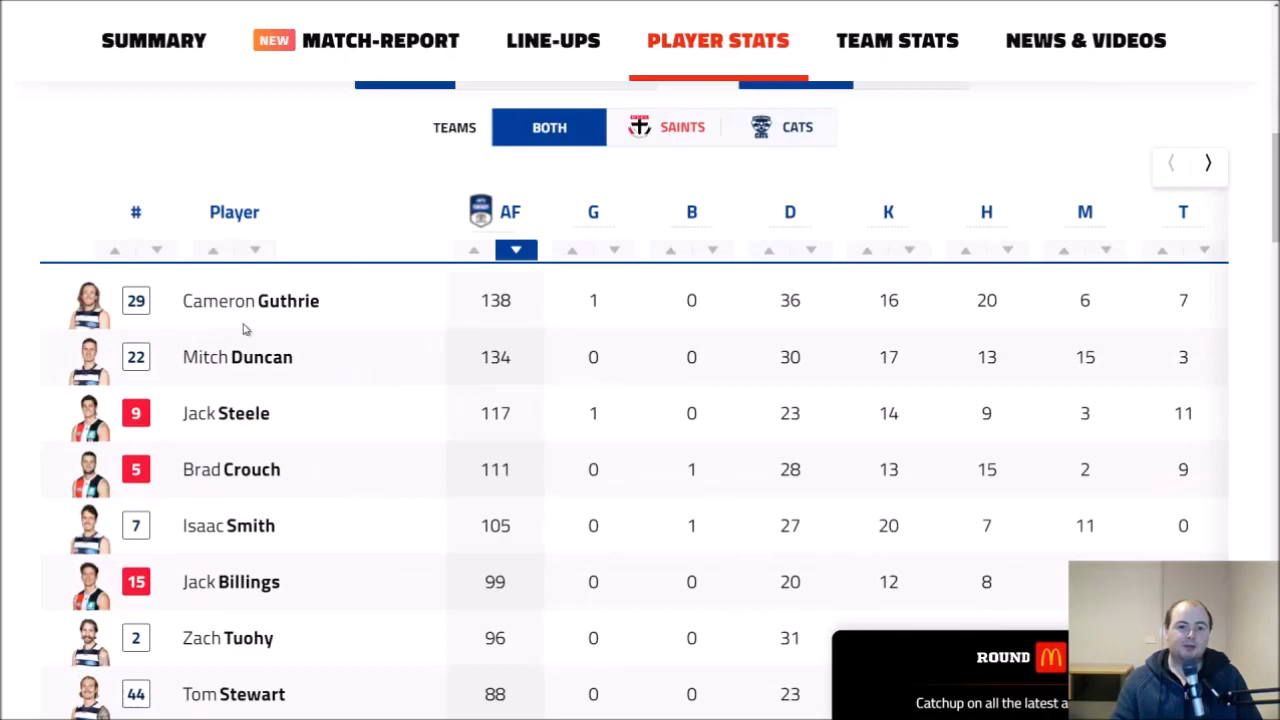 SUMMARY NEW MATCH-REPORT LINE-UPS PLAYER STATS TEAM STATS NEWS & VIDEOS
TEAMS BOTH SAINTS CATS
# Player AF G B D K H M T
29 Cameron Guthrie 138 1 0 36 16 20 6 7
22 Mitch Duncan 134 0 0 30 17 13 15 3
9 Jack Steele 117 1 0 23 14 9 3 11
5 Brad Crouch 111 0 1 28 13 15 2 9
7 Isaac Smith 105 0 1 27 20 7 11 0
15 Jack Billings 99 0 0 20 12 8
2 Zach Tuohy 96 0 0 31
44 Tom Stewart 88 0 0 23
ROUND
Catchup on all the latest a